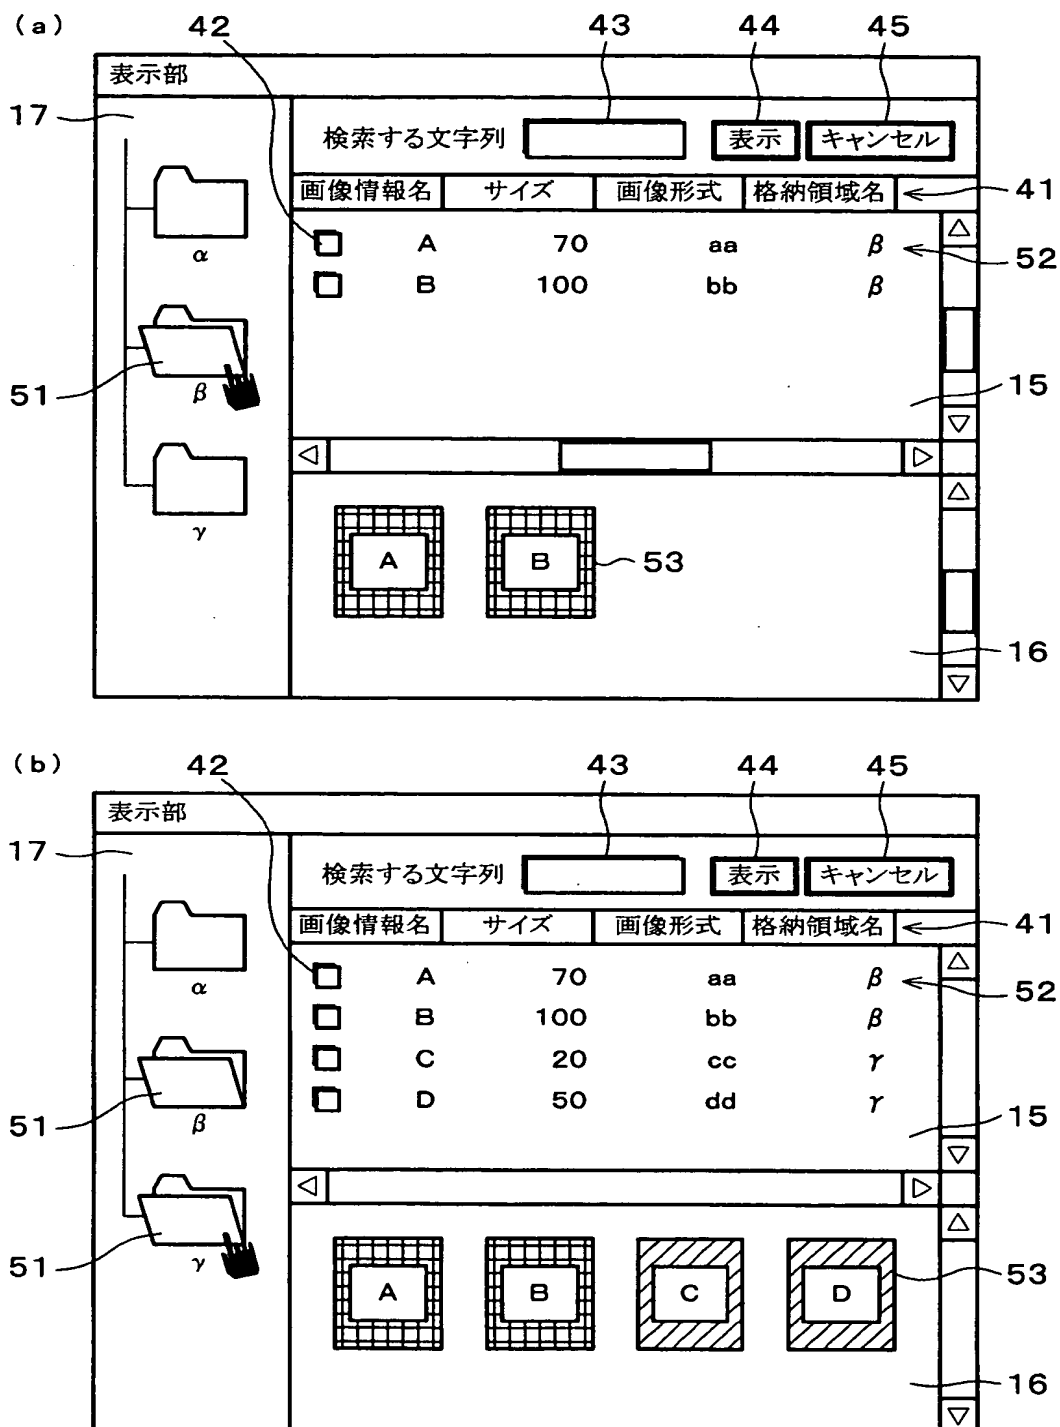 (a)
42 43 44 45
表示部
17
検索する文字列 表示 キャンセル
画像情報名 サイズ 画像形式 格納領域名 41
A 70 aa β 52
B 100 bb β
α
51 β
15
γ
A B 53
16
(b)
42 43 44 45
表示部
17
検索する文字列 表示 キャンセル
画像情報名 サイズ 画像形式 格納領域名 41
A 70 aa β 52
B 100 bb β
C 20 cc γ
D 50 dd γ
α
51 β
15
51 γ
A B C D 53
16